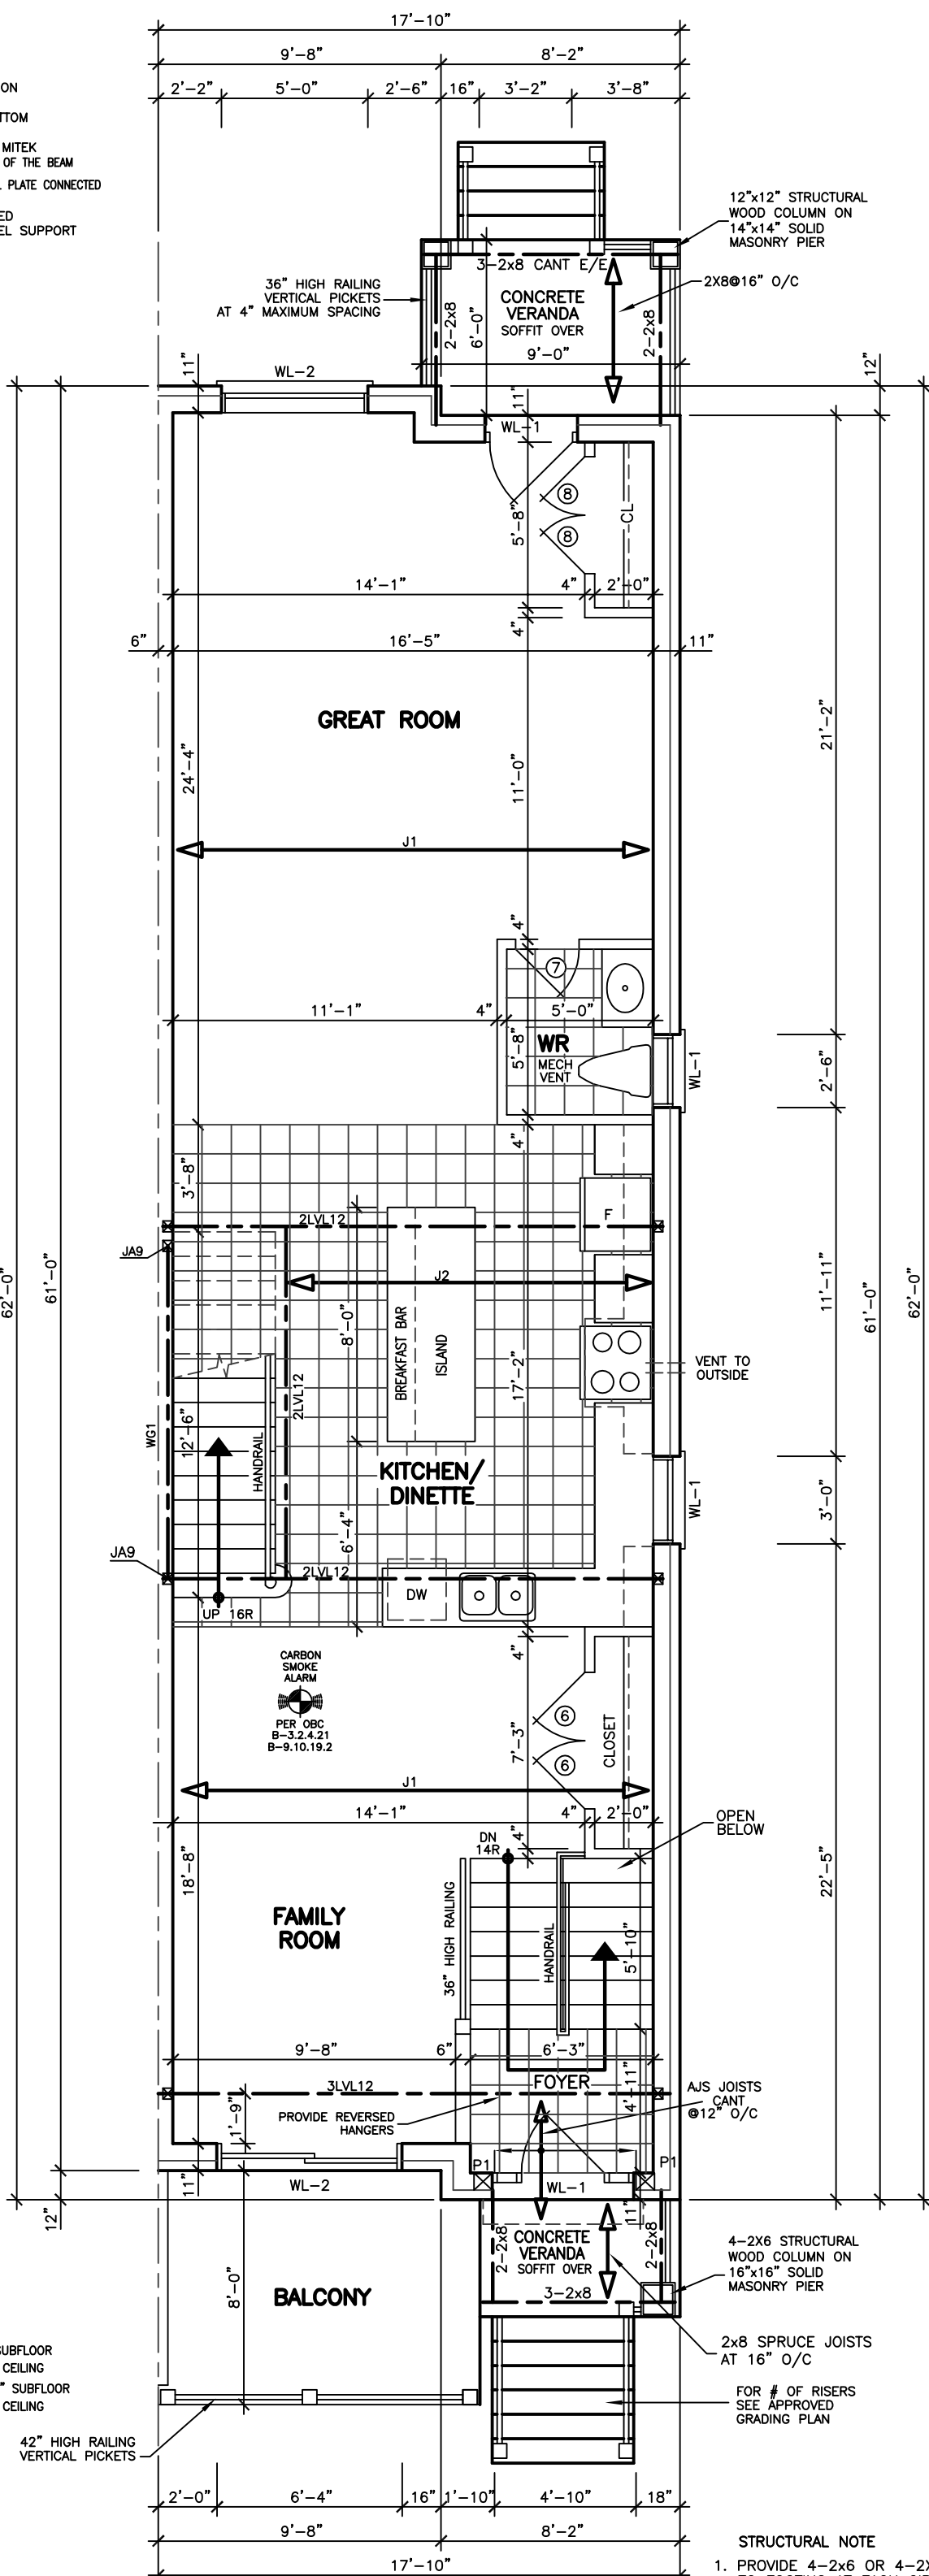 17'-10"
9'-8" 8'-2"
2'-2" 5'-0" 2'-6" 16" 3'-2" 3'-8"
ON
TTOM
MITEK
OF THE BEAM
PLATE CONNECTED
ED
EL SUPPORT
12"x12" STRUCTURAL
WOOD COLUMN ON
14"x14" SOLID
MASONRY PIER
3-2x8 CANT E/E
36" HIGH RAILING
VERTICAL PICKETS
AT 4" MAXIMUM SPACING
2-2x8
6'-0"
CONCRETE
VERANDA
SOFFIT OVER
9'-0"
2-2x8
2X8@16" O/C
11"
WL-2
11"
12"
WL-1
8
8
5'-8"
CL
14'-1" 4" 2'-0"
4"
6" 16'-5" 11"
GREAT ROOM
24'-4"
11'-0"
21'-2"
J1
4"
7
11'-1" 4" 5'-0"
WR
MECH
VENT
5'-8"
WL-1
2'-6"
4"
3'-8"
2LVL12
F
JA9
J2
62'-0"
61'-0"
8'-0"
BREAKFAST BAR
ISLAND
17'-2"
11'-11"
61'-0"
62'-0"
VENT TO
OUTSIDE
2LVL12
WG1
12'-6"
HANDRAIL
KITCHEN/
DINETTE
WL-1
3'-0"
6'-4"
JA9
2LVL12
DW
UP 16R
CARBON
SMOKE
ALARM
PER OBC
B-3.2.4.21
B-9.10.19.2
4"
6
6
7'-3"
CLOSET
J1
14'-1" 4" 2'-0"
OPEN
BELOW
DN
14R
4"
18'-8"
22'-5"
FAMILY
ROOM
36" HIGH RAILING
HANDRAIL
5'-10"
9'-8" 6" 6'-3"
FOYER
3LVL12
4'-11"
AJS JOISTS
CANT
@12" O/C
1'-9"
PROVIDE REVERSED
HANGERS
P1
P1
11"
WL-2
WL-1
11"
12"
2-2x8
CONCRETE
VERANDA
SOFFIT OVER
2-2x8
3-2x8
4-2X6 STRUCTURAL
WOOD COLUMN ON
16"x16" SOLID
MASONRY PIER
8'-0"
BALCONY
2x8 SPRUCE JOISTS
AT 16" O/C
SUBFLOOR
CEILING
" SUBFLOOR
CEILING
FOR # OF RISERS
SEE APPROVED
GRADING PLAN
42" HIGH RAILING
VERTICAL PICKETS
2'-0" 6'-4" 16" 1'-10" 4'-10" 18"
9'-8" 8'-2"
17'-10"
STRUCTURAL NOTE
1. PROVIDE 4-2x6 OR 4-2X